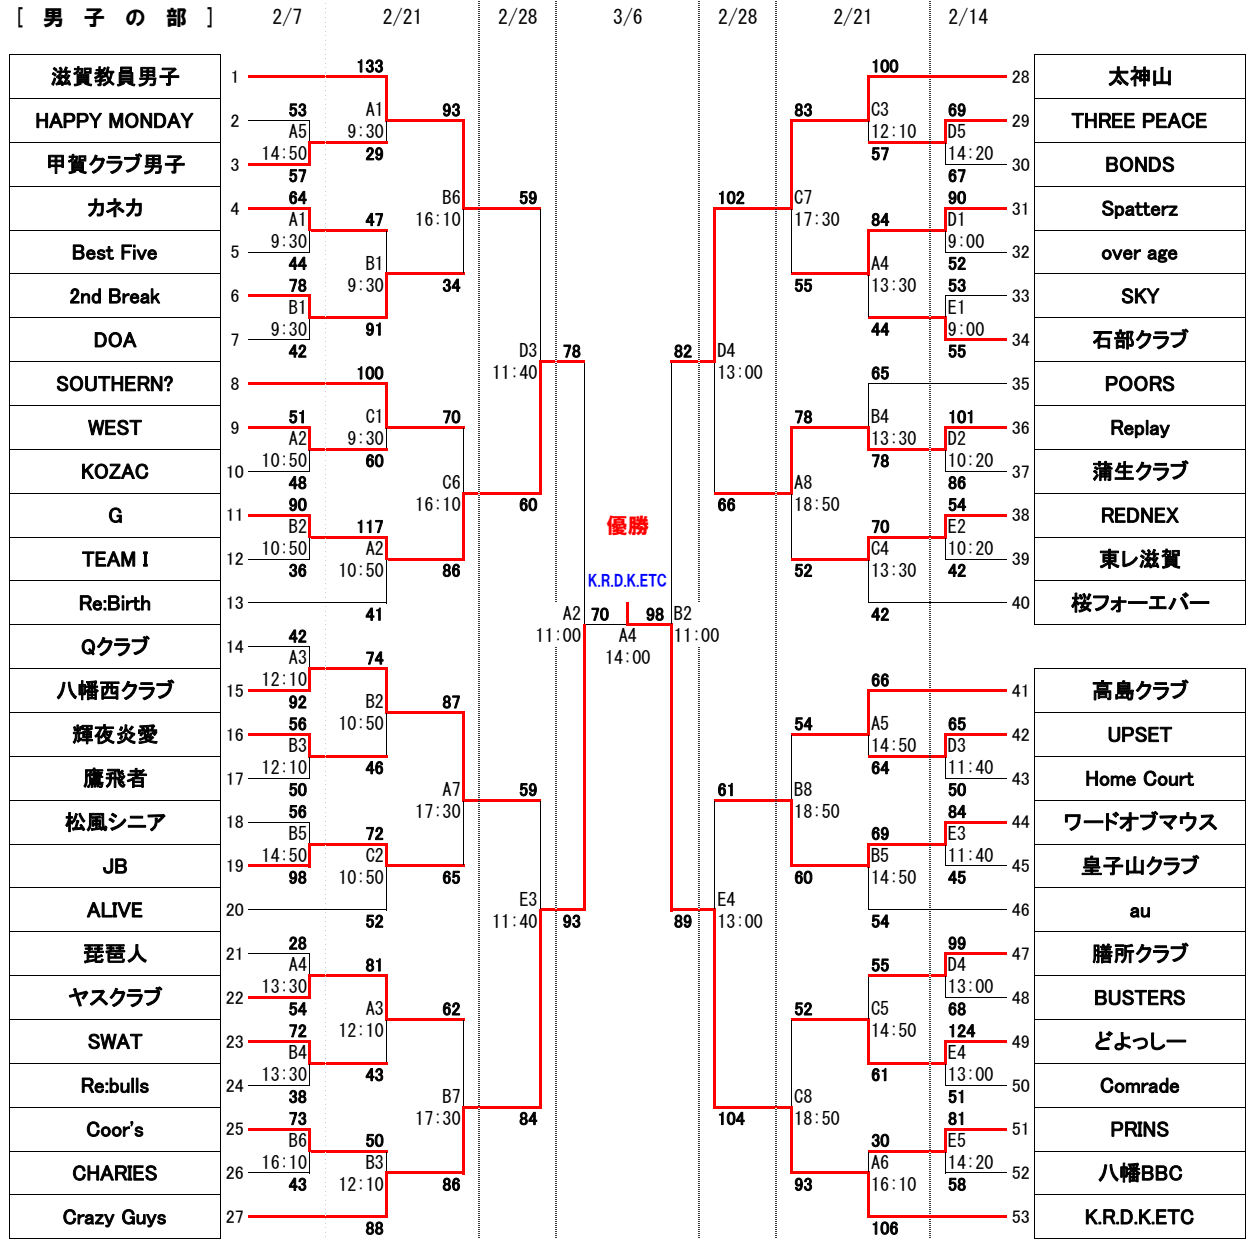 [ 男 子 の 部 ] 2/7 2/21 2/28 3/6 2/28 2/21 2/14
滋賀教員男子 1 133 100 28 太神山
HAPPY MONDAY 2 53 A1 93 83 C3 69 29 THREE PEACE
A5 9:30 12:10 D5
甲賀クラブ男子 3 14:50 29 57 14:20 30 BONDS
57 67
カネカ 4 64 B6 59 102 C7 90 31 Spatterz
A1 47 16:10 17:30 84 D1
Best Five 5 9:30 B1 A4 9:00 32 over age
44 52
2nd Break 6 78 9:30 34 55 13:30 53 33 SKY
B1 E1
DOA 7 9:30 91 44 9:00 34 石部クラブ
42 D3 78 82 D4 55
SOUTHERN? 8 100 11:40 13:00 65 35 POORS
WEST 9 51 C1 70 78 B4 101 36 Replay
A2 9:30 13:30 D2
KOZAC 10 10:50 60 78 10:20 37 蒲生クラブ
48 C6 A8 86
G 11 90 16:10 60 66 18:50 54 38 REDNEX
B2 117 優勝 70 E2
TEAM I 12 10:50 A2 C4 10:20 39 東レ滋賀
36 10:50 86 52 13:30 42
K.R.D.K.ETC
Re:Birth 13 40 桜フォーエバー
41 A2 70 98 B2 42
11:00 A4 11:00
Qクラブ 14 42 14:00
A3 74 66
八幡西クラブ 15 12:10 41 高島クラブ
92 B2 87 54 A5
輝夜炎愛 16 56 10:50 14:50 65 42 UPSET
B3 D3
鷹飛者 17 12:10 46 64 11:40 43 Home Court
50 A7 59 61 B8 50
松風シニア 18 56 17:30 18:50 84 44 ワードオブマウス
B5 72 69 E3
JB 19 14:50 C2 B5 11:40 45 皇子山クラブ
98 10:50 65 60 14:50 45
ALIVE 20 E3 E4 46 au
52 11:40 93 89 13:00 54
琵琶人 21 28 99 47 膳所クラブ
A4 81 55 D4
ヤスクラブ 22 13:30 13:00 48 BUSTERS
54 A3 62 52 C5 68
SWAT 23 72 12:10 14:50 124 49 どよっしー
B4 E4
Re:bulls 24 13:30 43 61 13:00 50 Comrade
38 B7 C8 51
Coor's 25 73 17:30 84 104 18:50 81 51 PRINS
B6 50 30 E5
CHARIES 26 16:10 B3 A6 14:20 52 八幡BBC
43 12:10 86 93 16:10 58
Crazy Guys 27 53 K.R.D.K.ETC
88 106